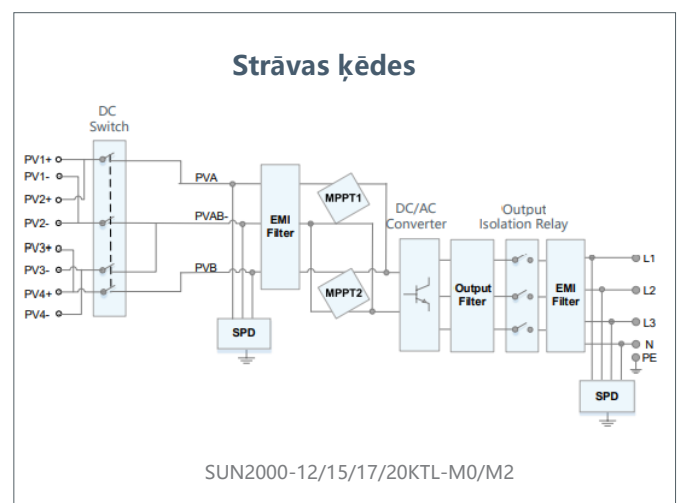 Strāvas ķēdes
DC
Switch
PV1+
PV1-
PV2+
PV2-
PV3+
PV3-
PV4+
PV4-
PVA
PVAB-
PVB
EMI
Filter
SPD
MPPT1
MPPT2
DC/AC
Converter
Output
Filter
Output
Isolation Relay
EMI
Filter
L1
L2
L3
N
PE
SPD
SUN2000-12/15/17/20KTL-M0/M2